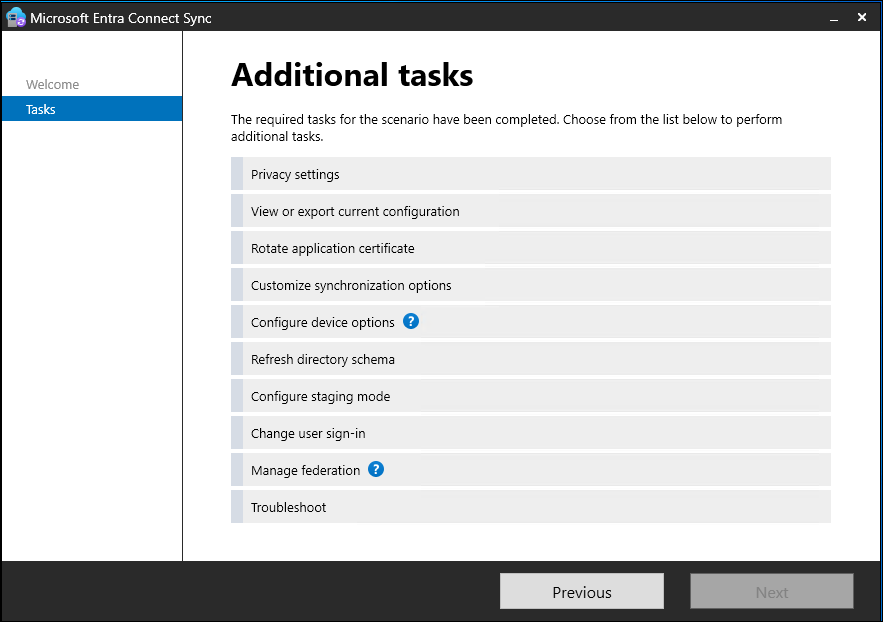 Microsoft Entra Connect Sync
Welcome
Tasks
Additional tasks
The required tasks for the scenario have been completed. Choose from the list below to perform
additional tasks.
Privacy settings
View or export current configuration
Rotate application certificate
Customize synchronization options
Configure device options ?
Refresh directory schema
Configure staging mode
Change user sign-in
Manage federation ?
Troubleshoot
Previous
Next